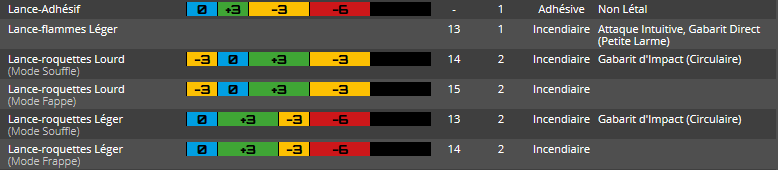 Lance-Adhésif 0 +3 -3 -6 - 1 Adhésive Non Létal
Lance-flammes Léger 13 1 Incendiaire Attaque Intuitive, Gabarit Direct
(Petite Larme)
Lance-roquettes Lourd -3 0 +3 -3 14 2 Incendiaire Gabarit d'Impact (Circulaire)
(Mode Souffle)
Lance-roquettes Lourd -3 0 +3 -3 15 2 Incendiaire
(Mode Fappe)
Lance-roquettes Léger 0 +3 -3 -6 13 2 Incendiaire Gabarit d'Impact (Circulaire)
(Mode Souffle)
Lance-roquettes Léger 0 +3 -3 -6 14 2 Incendiaire
(Mode Frappe)